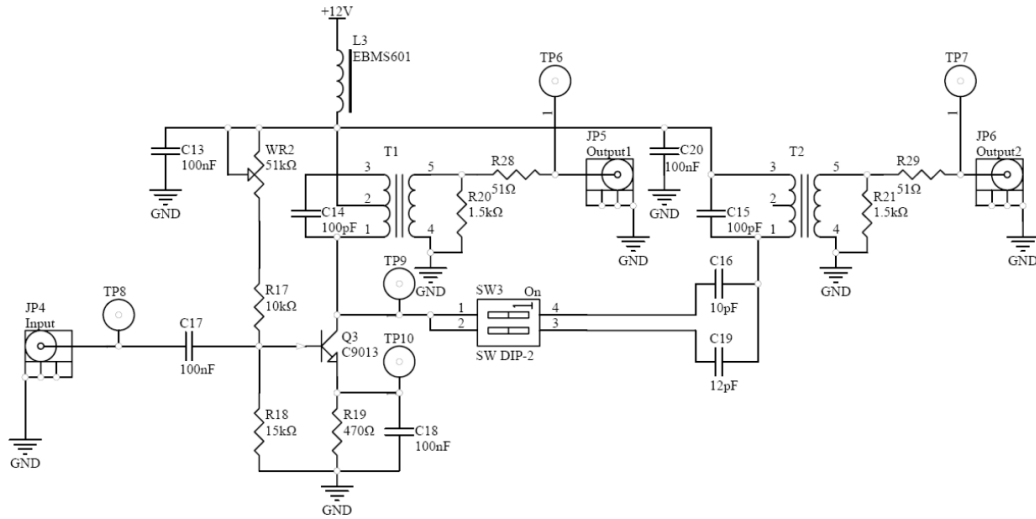 +12V
L3
EBMS601
TP6
TP7
C13
100nF
GND
WR2
51kΩ
T1
3
2
1
5
4
C14
100pF
R28
51Ω
R20
1.5kΩ
GND
1
JP5
Output1
GND
C20
100nF
GND
T2
3
2
1
5
4
C15
100pF
R29
51Ω
R21
1.5kΩ
GND
1
JP6
Output2
GND
JP4
Input
GND
TP8
C17
100nF
R17
10kΩ
R18
15kΩ
Q3
C9013
TP9
TP10
R19
470Ω
C18
100nF
GND
SW3
On
1
2
4
3
SW DIP-2
C16
10pF
C19
12pF